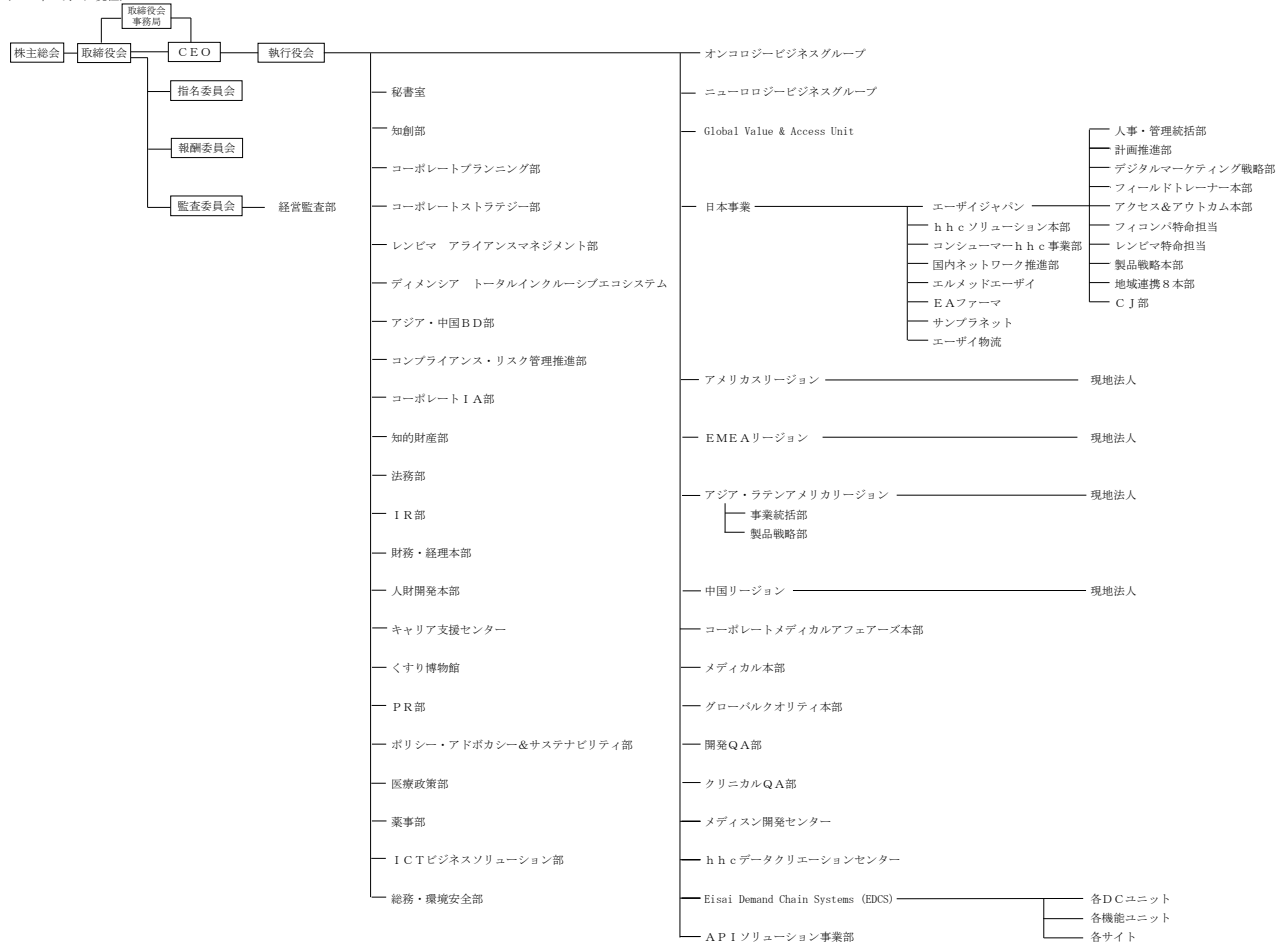 取締役会
事務局
株主総会
取締役会
ＣＥＯ
執行役会
指名委員会
報酬委員会
監査委員会
経営監査部
秘書室
知創部
コーポレートプランニング部
コーポレートストラテジー部
レンビマ　アライアンスマネジメント部
ディメンシア　トータルインクルーシブエコシステム
アジア・中国ＢＤ部
コンプライアンス・リスク管理推進部
コーポレートＩＡ部
知的財産部
法務部
ＩＲ部
財務・経理本部
人財開発本部
キャリア支援センター
くすり博物館
ＰＲ部
ポリシー・アドボカシー＆サステナビリティ部
医療政策部
薬事部
ＩＣＴビジネスソリューション部
総務・環境安全部
オンコロジービジネスグループ
ニューロロジービジネスグループ
Global Value & Access Unit
日本事業
エーザイジャパン
ｈｈｃソリューション本部
コンシューマーｈｈｃ事業部
国内ネットワーク推進部
エルメッドエーザイ
ＥＡファーマ
サンプラネット
エーザイ物流
人事・管理統括部
計画推進部
デジタルマーケティング戦略部
フィールドトレーナー本部
アクセス＆アウトカム本部
フィコンパ特命担当
レンビマ特命担当
製品戦略本部
地域連携８本部
ＣＪ部
アメリカスリージョン
現地法人
ＥＭＥＡリージョン
現地法人
アジア・ラテンアメリカリージョン
現地法人
事業統括部
製品戦略部
中国リージョン
現地法人
コーポレートメディカルアフェアーズ本部
メディカル本部
グローバルクオリティ本部
開発ＱＡ部
クリニカルＱＡ部
メディスン開発センター
ｈｈｃデータクリエーションセンター
Eisai Demand Chain Systems (EDCS)
各ＤＣユニット
各機能ユニット
各サイト
ＡＰＩソリューション事業部